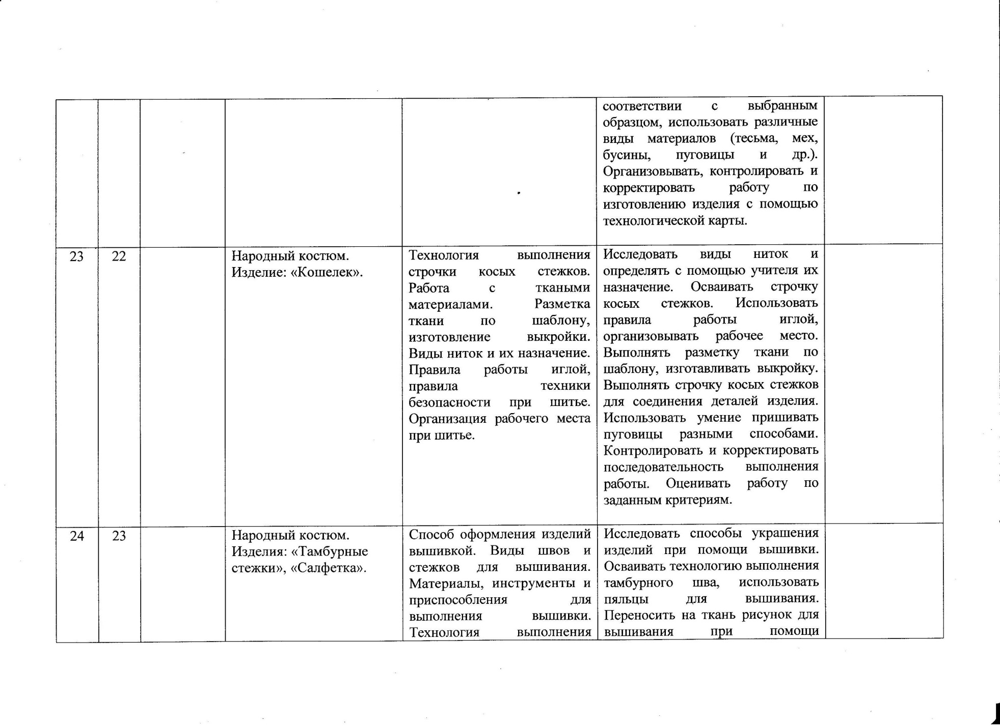 соответствии с выбранным
образцом, использовать различные
виды материалов (тесьма, мех,
бусины, пуговицы и др.).
Организовывать, контролировать и
корректировать работу по
изготовлению изделия с помощью
технологической карты.
23
22
Народный костюм.
Изделие: «Кошелек».
Технология выполнения
строчки косых стежков.
Работа с ткаными
материалами. Разметка
ткани по шаблону,
изготовление выкройки.
Виды ниток и их назначение.
Правила работы иглой,
правила техники
безопасности при шитье.
Организация рабочего места
при шитье.
Исследовать виды ниток и
определять с помощью учителя их
назначение. Осваивать строчку
косых стежков. Использовать
правила работы иглой,
организовывать рабочее место.
Выполнять разметку ткани по
шаблону, изготавливать выкройку.
Выполнять строчку косых стежков
для соединения деталей изделия.
Использовать умение пришивать
пуговицы разными способами.
Контролировать и корректировать
последовательность выполнения
работы. Оценивать работу по
заданным критериям.
24
23
Народный костюм.
Изделия: «Тамбурные
стежки», «Салфетка».
Способ оформления изделий
вышивкой. Виды швов и
стежков для вышивания.
Материалы, инструменты и
приспособления для
выполнения вышивки.
Технология выполнения
Исследовать способы украшения
изделий при помощи вышивки.
Осваивать технологию выполнения
тамбурного шва, использовать
пяльцы для вышивания.
Переносить на ткань рисунок для
вышивания при помощи